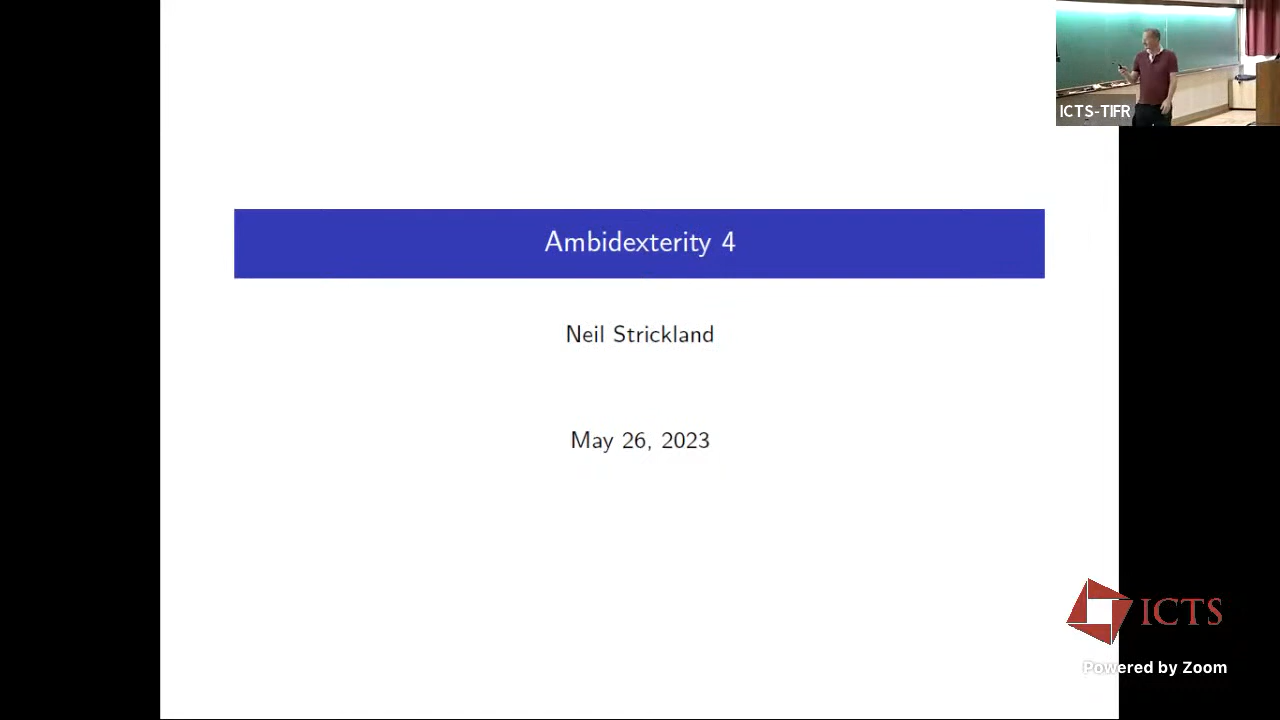 ICTS-TIFR
Ambidexterity 4
Neil Strickland
May 26, 2023
ICTS
Powered by Zoom